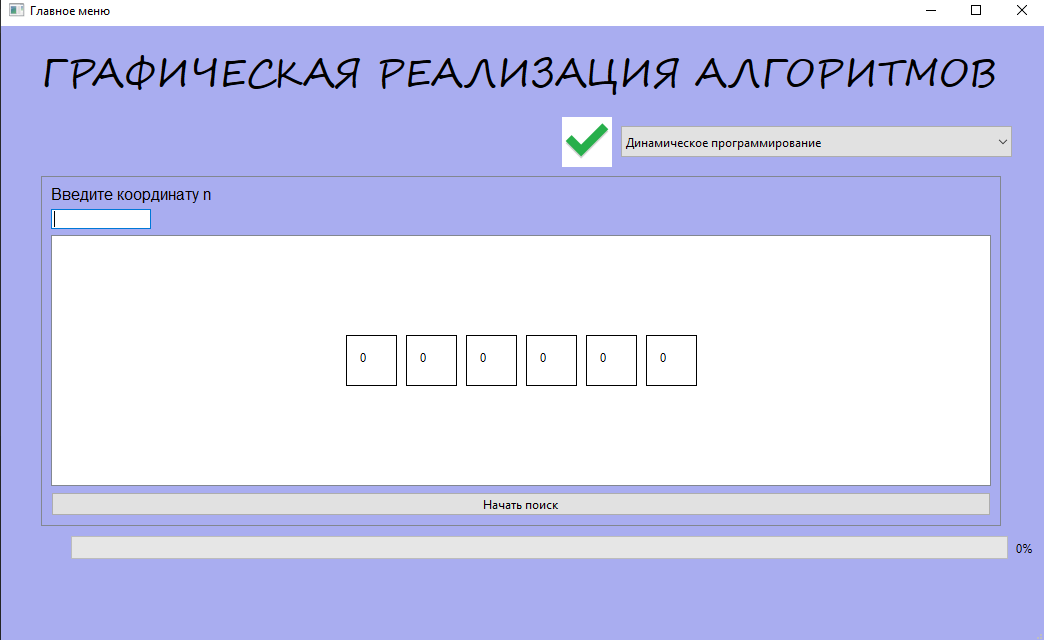 Главное меню
ГРАФИЧЕСКАЯ РЕАЛИЗАЦИЯ АЛГОРИТМОВ
Динамическое программирование
Введите координату n
0 0 0 0 0 0
Начать поиск
0%